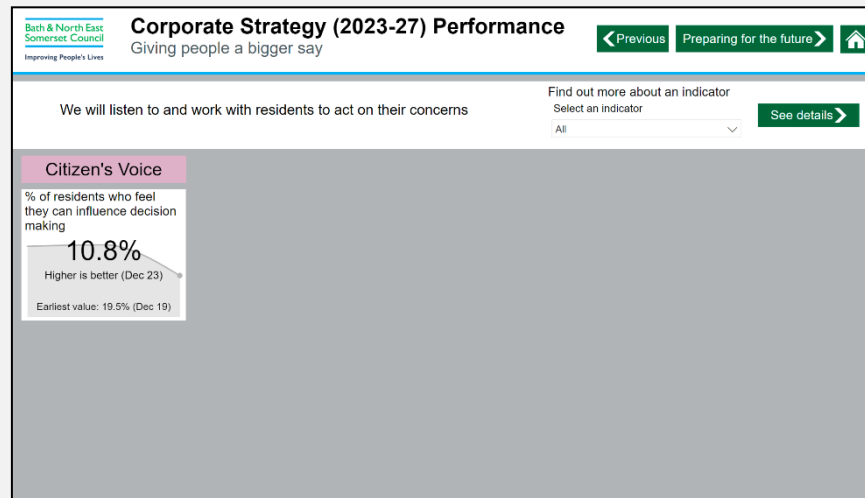 Bath & North East
Somerset Council
Improving People's Lives
Corporate Strategy (2023-27) Performance
Giving people a bigger say
Previous
Preparing for the future
We will listen to and work with residents to act on their concerns
Find out more about an indicator
Select an indicator
All
See details
Citizen's Voice
% of residents who feel
they can influence decision
making
10.8%
Higher is better (Dec 23)
Earliest value: 19.5% (Dec 19)